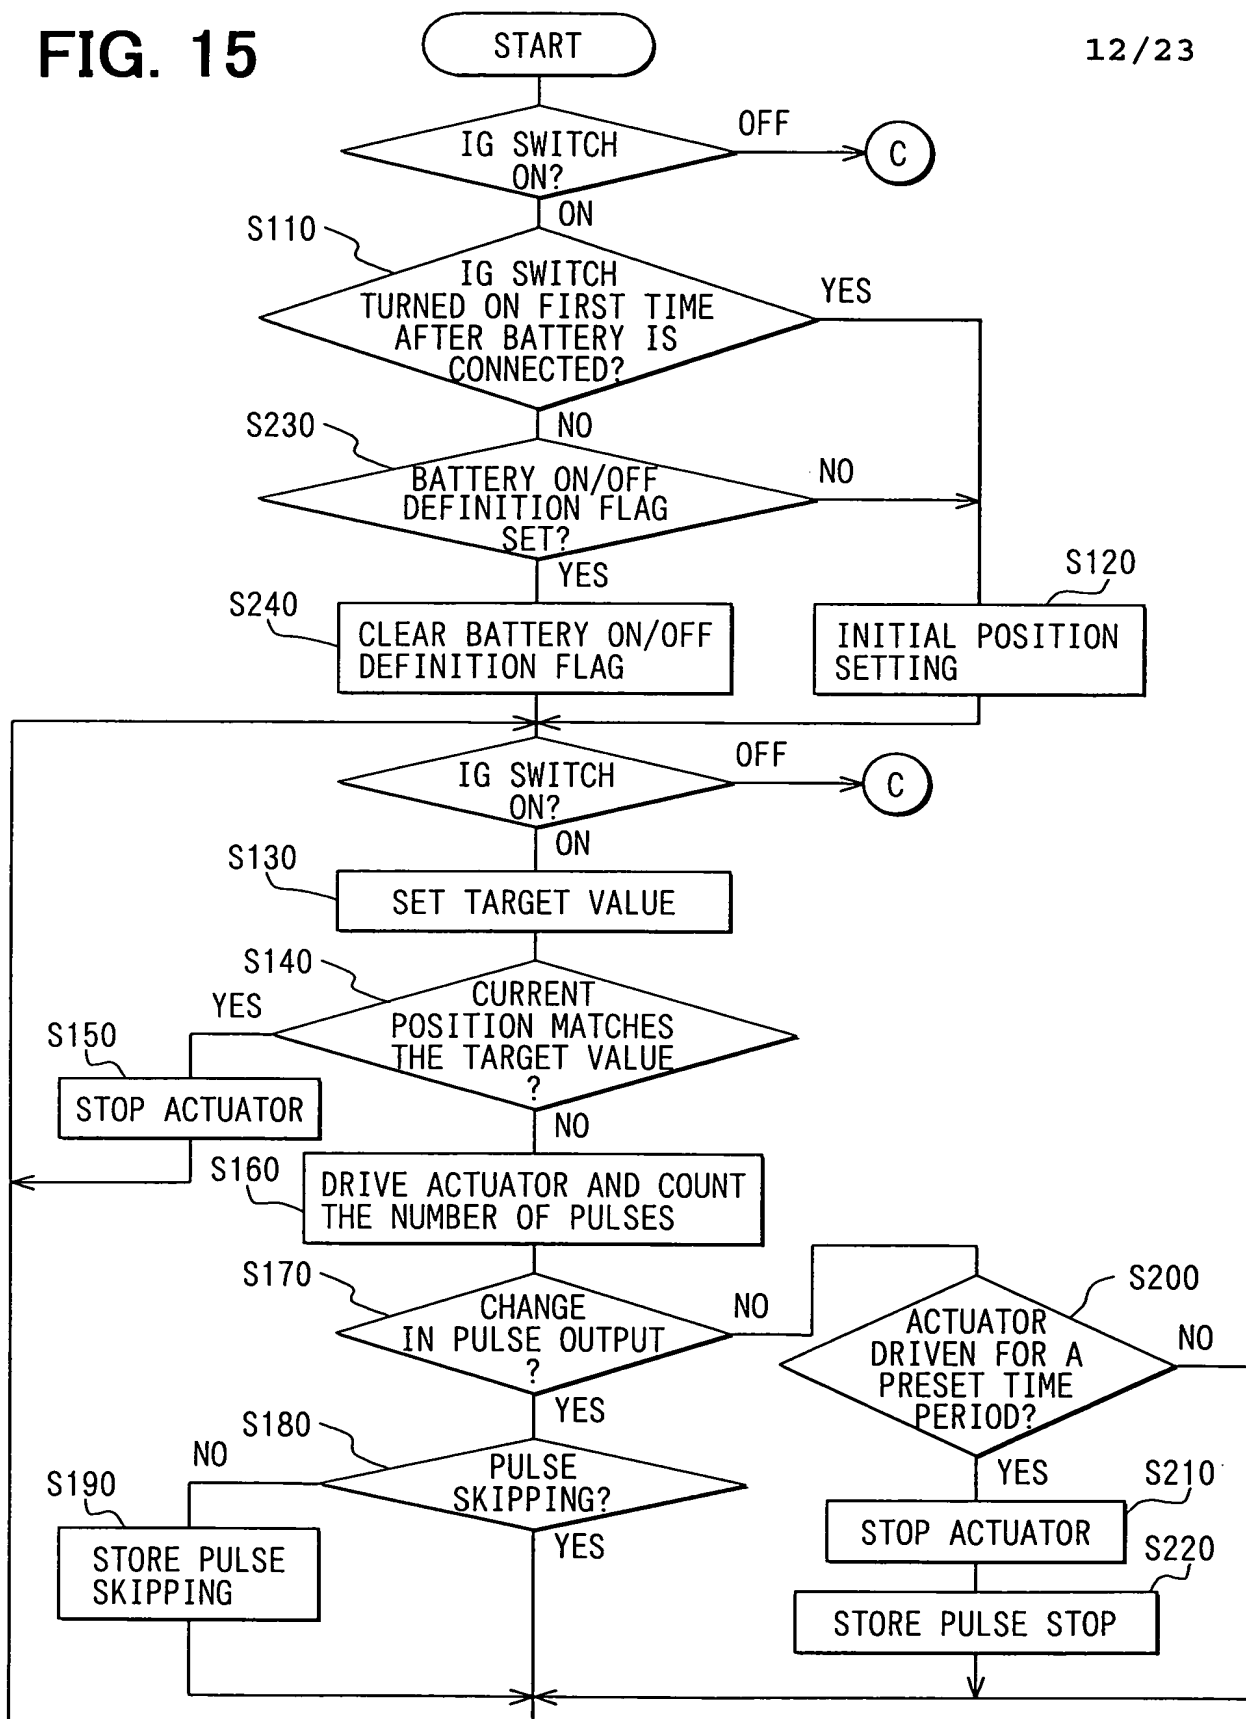 FIG. 15
START
12/23
IG SWITCH
ON?
OFF
C
ON
S110
IG SWITCH
TURNED ON FIRST TIME
AFTER BATTERY IS
CONNECTED?
YES
NO
S230
BATTERY ON/OFF
DEFINITION FLAG
SET?
NO
YES
S120
S240
CLEAR BATTERY ON/OFF
DEFINITION FLAG
INITIAL POSITION
SETTING
IG SWITCH
ON?
OFF
C
ON
S130
SET TARGET VALUE
S140
CURRENT
POSITION MATCHES
THE TARGET VALUE
?
YES
S150
STOP ACTUATOR
NO
S160
DRIVE ACTUATOR AND COUNT
THE NUMBER OF PULSES
S170
CHANGE
IN PULSE OUTPUT
?
NO
S200
ACTUATOR
DRIVEN FOR A
PRESET TIME
PERIOD?
NO
YES
S180
PULSE
SKIPPING?
NO
YES
S190
STORE PULSE
SKIPPING
YES
S210
STOP ACTUATOR
S220
STORE PULSE STOP